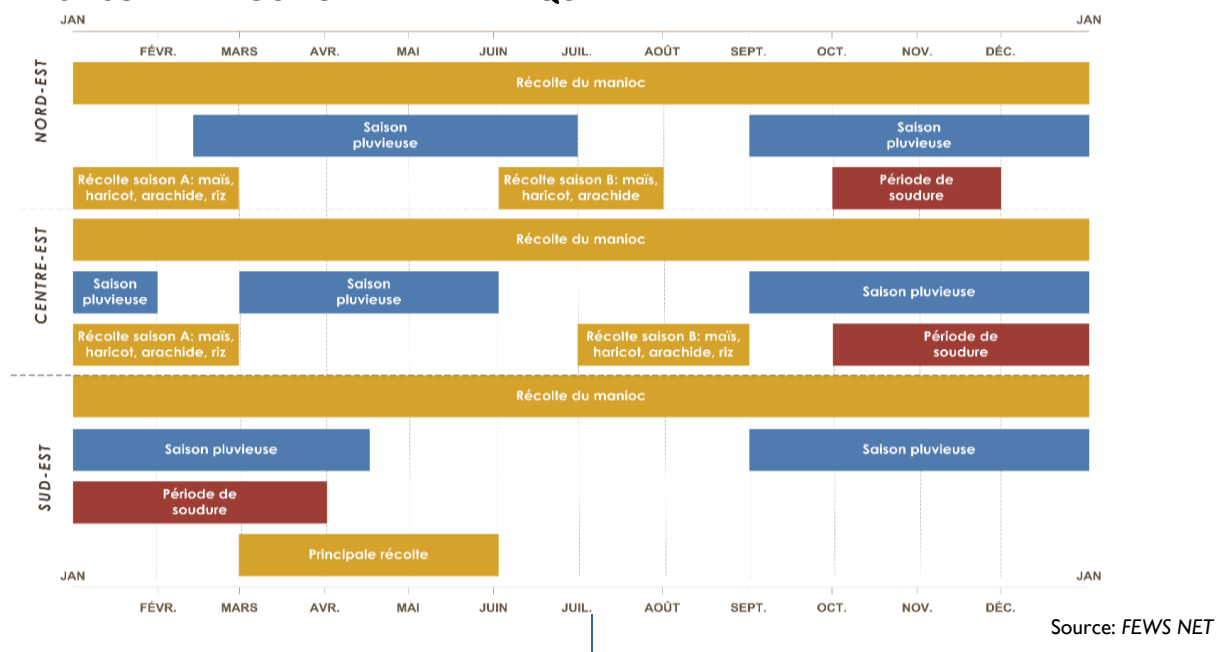 JAN JAN
FÉVR. MARS AVR. MAI JUIN JUIL. AOÛT SEPT. OCT. NOV. DÉC.
NORD-EST
Récolte du manioc
Saison
pluvieuse
Saison
pluvieuse
Récolte saison A: maïs,
haricot, arachide, riz
Récolte saison B: maïs,
haricot, arachide
Période de
soudure
CENTRE-EST
Récolte du manioc
Saison
pluvieuse
Saison
pluvieuse
Saison pluvieuse
Récolte saison A: maïs,
haricot, arachide, riz
Récolte saison B: maïs,
haricot, arachide, riz
Période de
soudure
SUD-EST
Récolte du manioc
Saison pluvieuse
Saison pluvieuse
Période de
soudure
Principale récolte
JAN JAN
FÉVR. MARS AVR. MAI JUIN JUIL. AOÛT SEPT. OCT. NOV. DÉC.
Source: FEWS NET